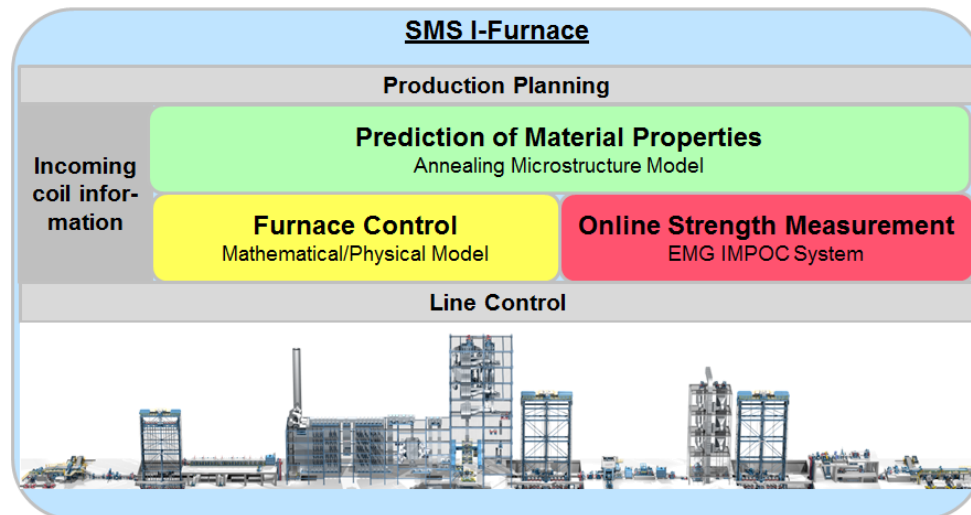 SMS I-Furnace
Production Planning
Incoming
coil infor-
mation
Prediction of Material Properties
Annealing Microstructure Model
Furnace Control
Mathematical/Physical Model
Online Strength Measurement
EMG IMPOC System
Line Control